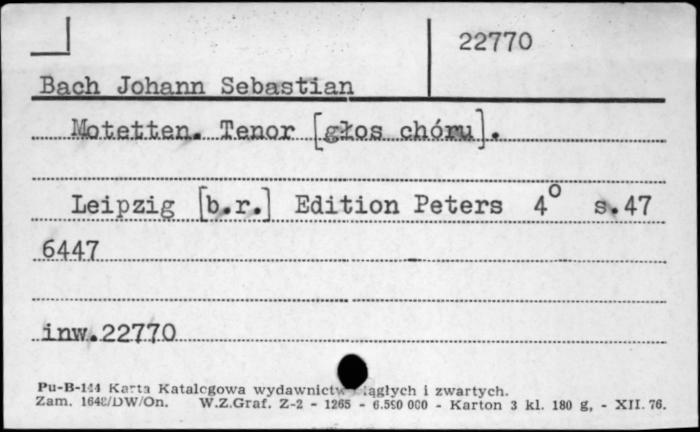 22770
Bach Johann Sebastian
Motetten. Tenor [głos chóru].
Leipzig [b.r.] Edition Peters 4° s.47
6447
inw.22770
Pu-B-144 Karta Katalogowa wydawnictw ciągłych i zwartych.
Zam. 1648/DW/On. W.Z.Graf. Z-2 - 1265 - 6.590 000 - Karton 3 kl. 180 g, - XII. 76.